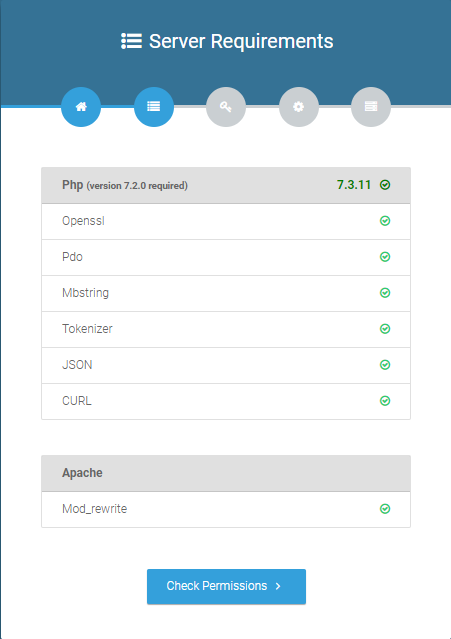 Server Requirements
Php (version 7.2.0 required) 7.3.11
Openssl
Pdo
Mbstring
Tokenizer
JSON
CURL
Apache
Mod_rewrite
Check Permissions